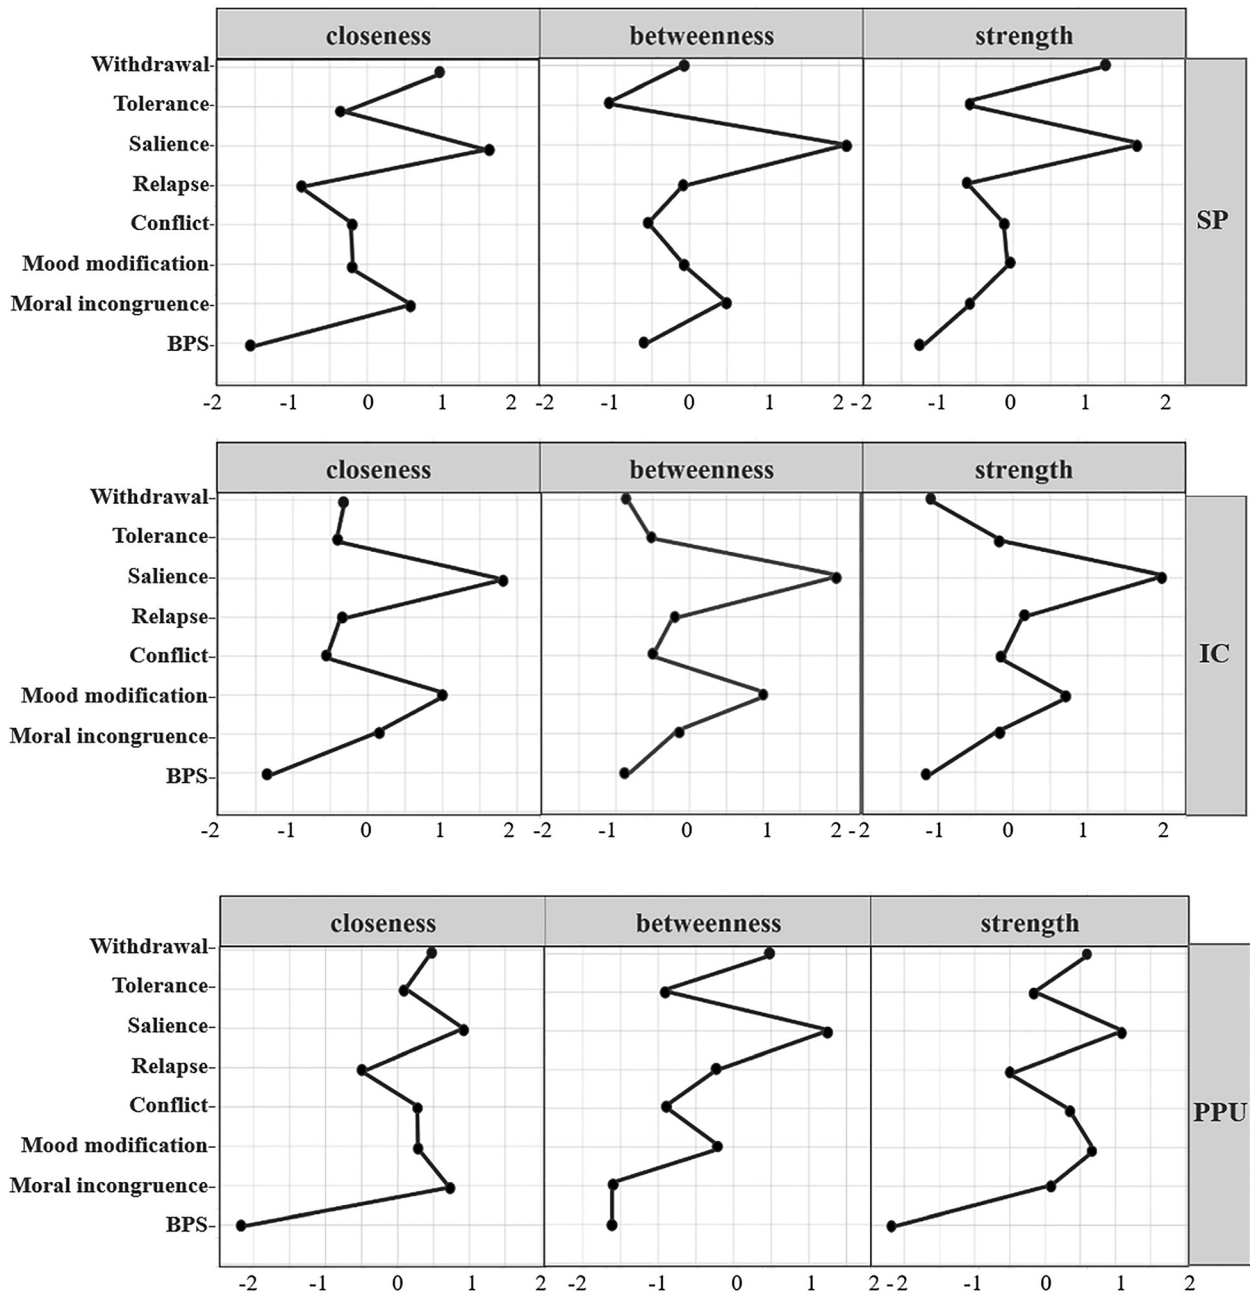 closeness betweenness strength
Withdrawal-
Tolerance-
Salience-
Relapse-
Conflict-
Mood modification-
Moral incongruence-
BPS-
SP
-2 -1 0 1 2 -2 -1 0 1 2 -2 -1 0 1 2
closeness betweenness strength
Withdrawal-
Tolerance-
Salience-
Relapse-
Conflict-
Mood modification-
Moral incongruence-
BPS-
IC
-2 -1 0 1 2 -2 -1 0 1 2 -2 -1 0 1 2
closeness betweenness strength
Withdrawal-
Tolerance-
Salience-
Relapse-
Conflict-
Mood modification-
Moral incongruence-
BPS-
PPU
-2 -1 0 1 2 -2 -1 0 1 2 -2 -1 0 1 2